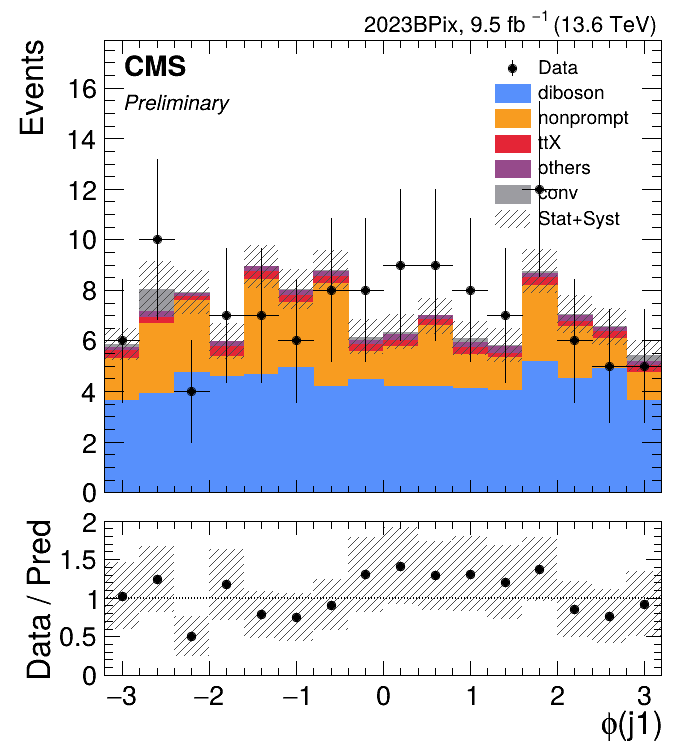 2023BPix, 9.5 fb⁻¹ (13.6 TeV)
Events
CMS
Preliminary
Data
diboson
nonprompt
ttX
others
conv
Stat+Syst
16
14
12
10
8
6
4
2
0
Data / Pred
2
1.5
1
0.5
0
−3 −2 −1 0 1 2 3
ϕ(j1)